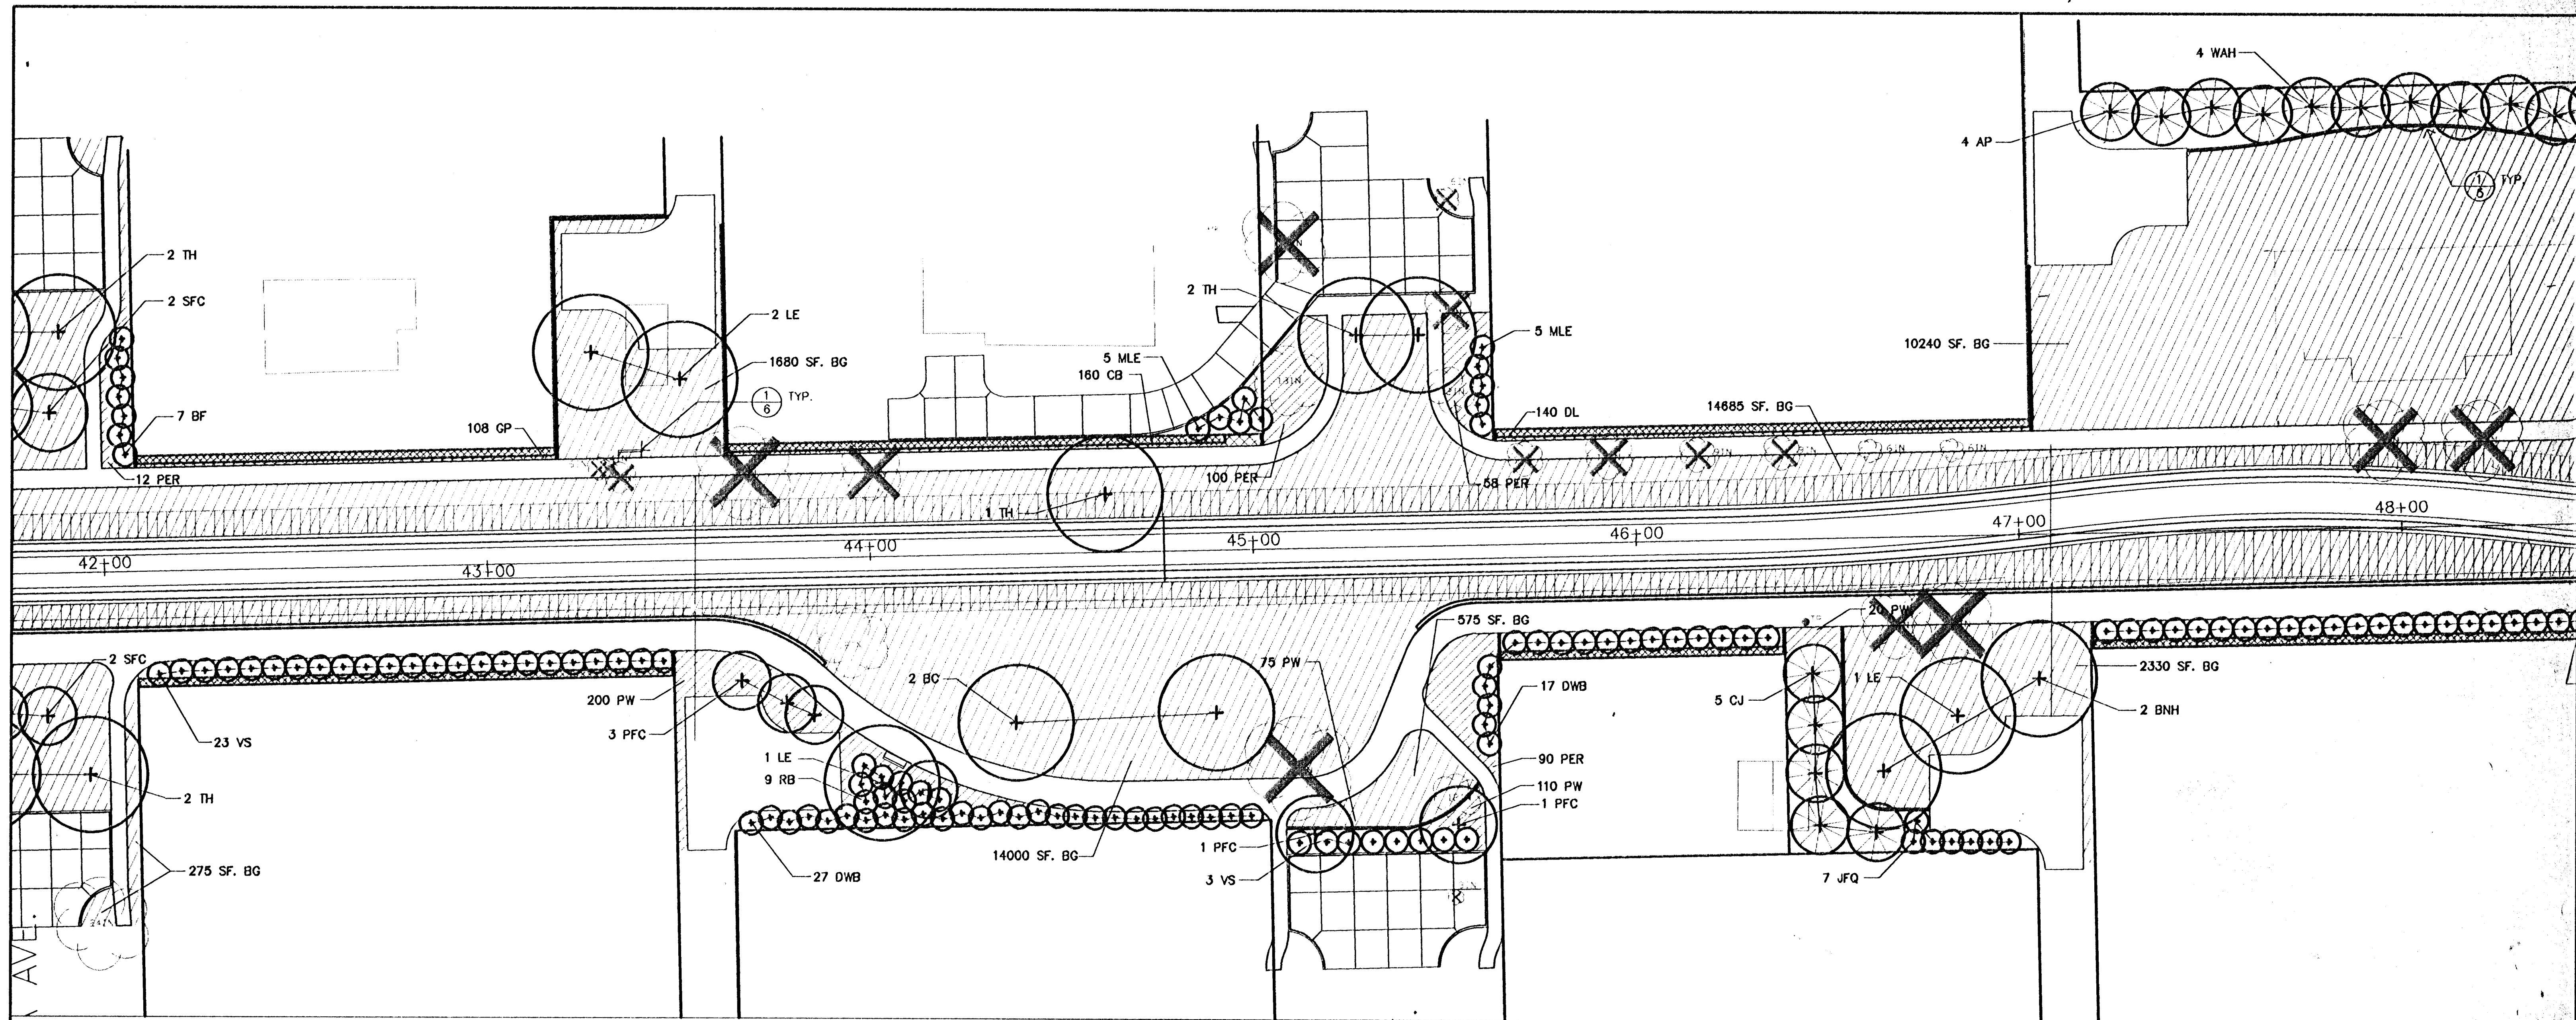 4 WAH
4 AP
1
6
TYP.
2 TH
2 SFC
7 BF
12 PER
108 GP
2 LE
1680 SF. BG
1
6
TYP.
5 MLE
160 CB
2 TH
5 MLE
140 DL
14685 SF. BG
10240 SF. BG
100 PER
58 PER
1 TH
6IN
6IN
42+00
43+00
44+00
45+00
46+00
47+00
48+00
2 SFC
23 VS
2 TH
275 SF. BG
AVE.
200 PW
3 PFC
1 LE
9 RB
27 DWB
2 BC
14000 SF. BG
75 PW
575 SF. BG
17 DWB
90 PER
110 PW
1 PFC
1 PFC
3 VS
20 PW
5 CJ
1 LE
2330 SF. BG
2 BNH
7 JFQ